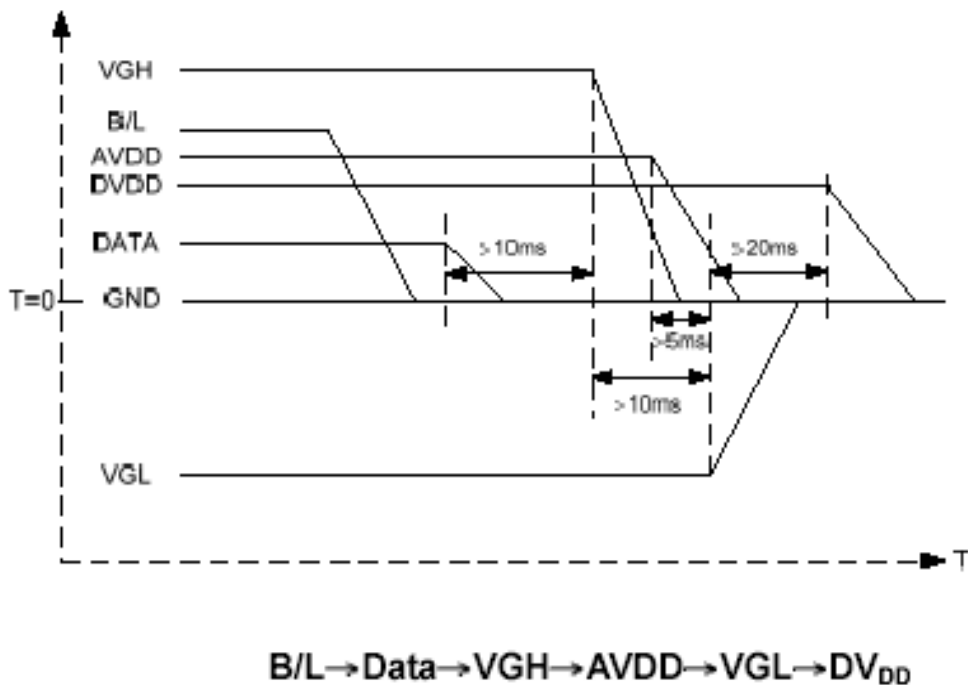 VGH
B/L
AVDD
DVDD
DATA
>10ms
>20ms
T=0
GND
>5ms
>10ms
VGL
T
B/L→Data→VGH→AVDD→VGL→DVDD